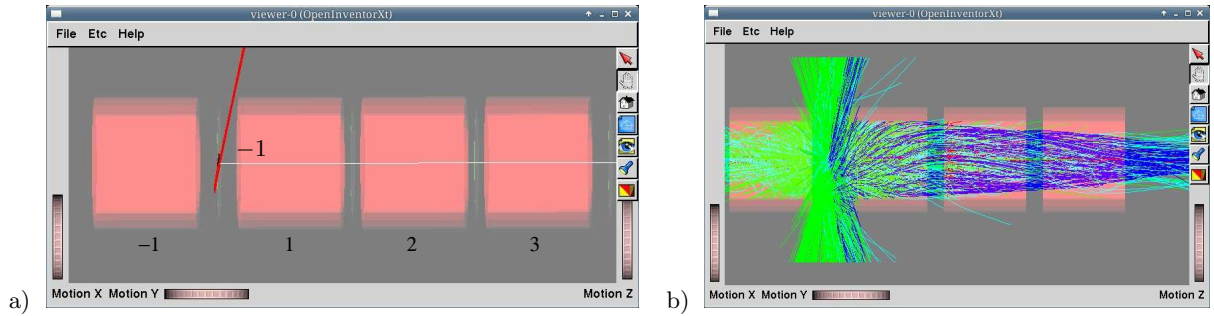 viewer-0 (OpenInventorXt)
File Etc Help
−1
−1 1 2 3
Motion X Motion Y Motion Z
a)
viewer-0 (OpenInventorXt)
File Etc Help
Motion X Motion Y Motion Z
b)